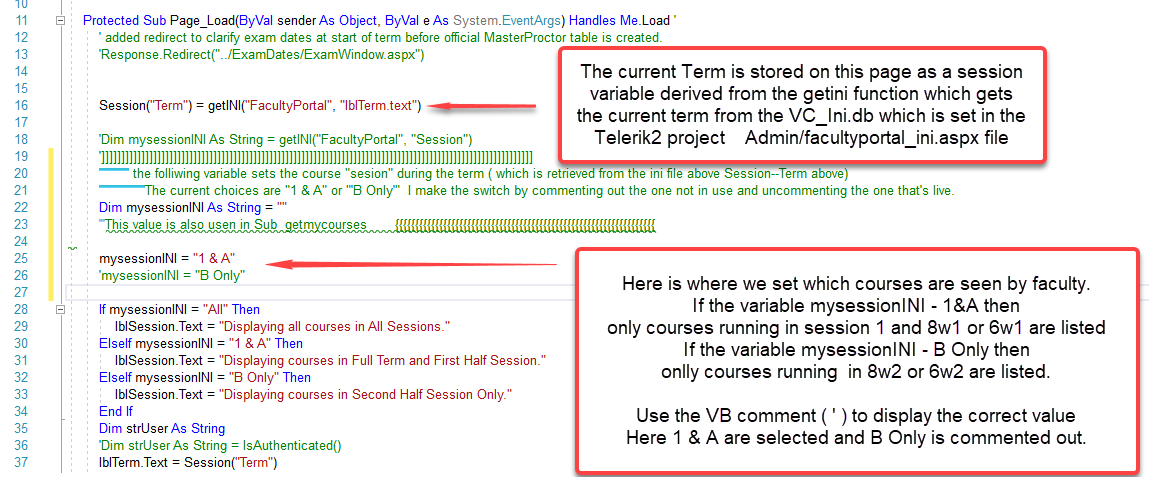 10
11 Protected Sub Page_Load(ByVal sender As Object, ByVal e As System.EventArgs) Handles Me.Load '
12 ' added redirect to clarify exam dates at start of term before official MasterProctor table is created.
13 'Response.Redirect("../ExamDates/ExamWindow.aspx")
14
15
16 Session("Term") = getINI("FacultyPortal", "lblTerm.text")
17
18 'Dim mysessionINI As String = getINI("FacultyPortal", "Session")
19 ']]]]]]]]]]]]]]]]]]]]]]]]]]]]]]]]]]]]]]]]]]]]]]]]]]]]]]]]]]]]]]]]]]]]]]]]]]]]]]]]]]]]]]]]]]]]]]]]]]]]]]]]]]
20 ''''''''''''' the folliwing variable sets the course "sesion" during the term ( which is retrieved from the ini file above Session--Term above)
21 ''''''''''''''''''''The current choices are "1 & A" or '"B Only"'  I make the switch by commenting out the one not in use and uncommenting the one that's live.
22 Dim mysessionINI As String = ""
23 '''This value is also usen in Sub  getmycourses      {{{{{{{{{{{{{{{{{{{{{{{{{{{{{{{{{{{{{{{{{{{{{{{{{{{{{{{{{{{{{{{{
24
25 mysessionINI = "1 & A"
26 'mysessionINI = "B Only"
27
28 If mysessionINI = "All" Then
29 lblSession.Text = "Displaying all courses in All Sessions."
30 ElseIf mysessionINI = "1 & A" Then
31 lblSession.Text = "Displaying courses in Full Term and First Half Session."
32 ElseIf mysessionINI = "B Only" Then
33 lblSession.Text = "Displaying courses in Second Half Session Only."
34 End If
35 Dim strUser As String
36 'Dim strUser As String = IsAuthenticated()
37 lblTerm.Text = Session("Term")
The current Term is stored on this page as a session
variable derived from the getini function which gets
the current term from the VC_Ini.db which is set in the
Telerik2 project    Admin/facultyportal_ini.aspx file
Here is where we set which courses are seen by faculty.
If the variable mysessionINI - 1&A then
only courses running in session 1 and 8w1 or 6w1 are listed
If the variable mysessionINI - B Only then
onlly courses running  in 8w2 or 6w2 are listed.
Use the VB comment ( ' ) to display the correct value
Here 1 & A are selected and B Only is commented out.